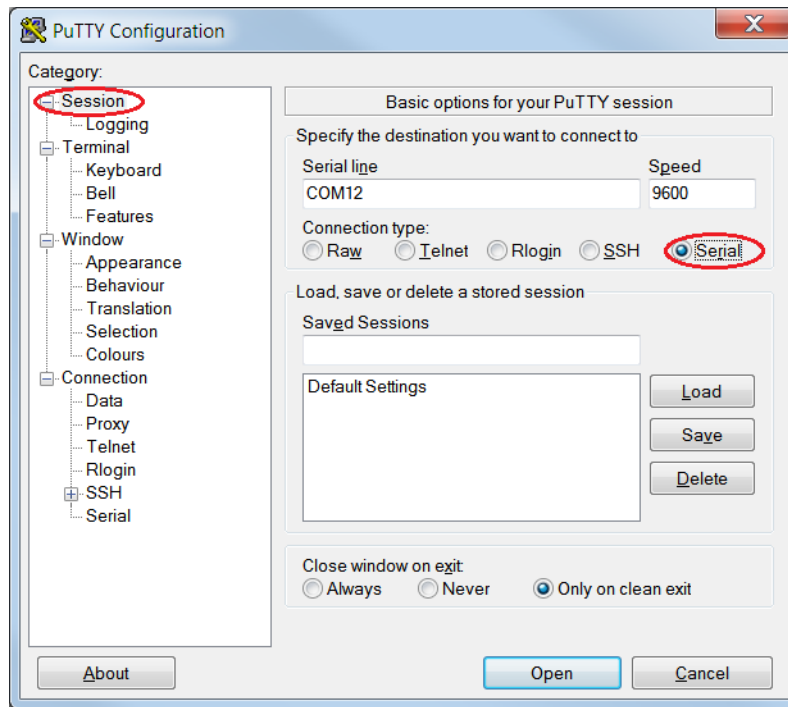 PuTTY Configuration
Category:
Session
Logging
Terminal
Keyboard
Bell
Features
Window
Appearance
Behaviour
Translation
Selection
Colours
Connection
Data
Proxy
Telnet
Rlogin
SSH
Serial
Basic options for your PuTTY session
Specify the destination you want to connect to
Serial line Speed
COM12 9600
Connection type:
Raw Telnet Rlogin SSH Serial
Load, save or delete a stored session
Saved Sessions
Default Settings
Load
Save
Delete
Close window on exit:
Always Never Only on clean exit
About Open Cancel